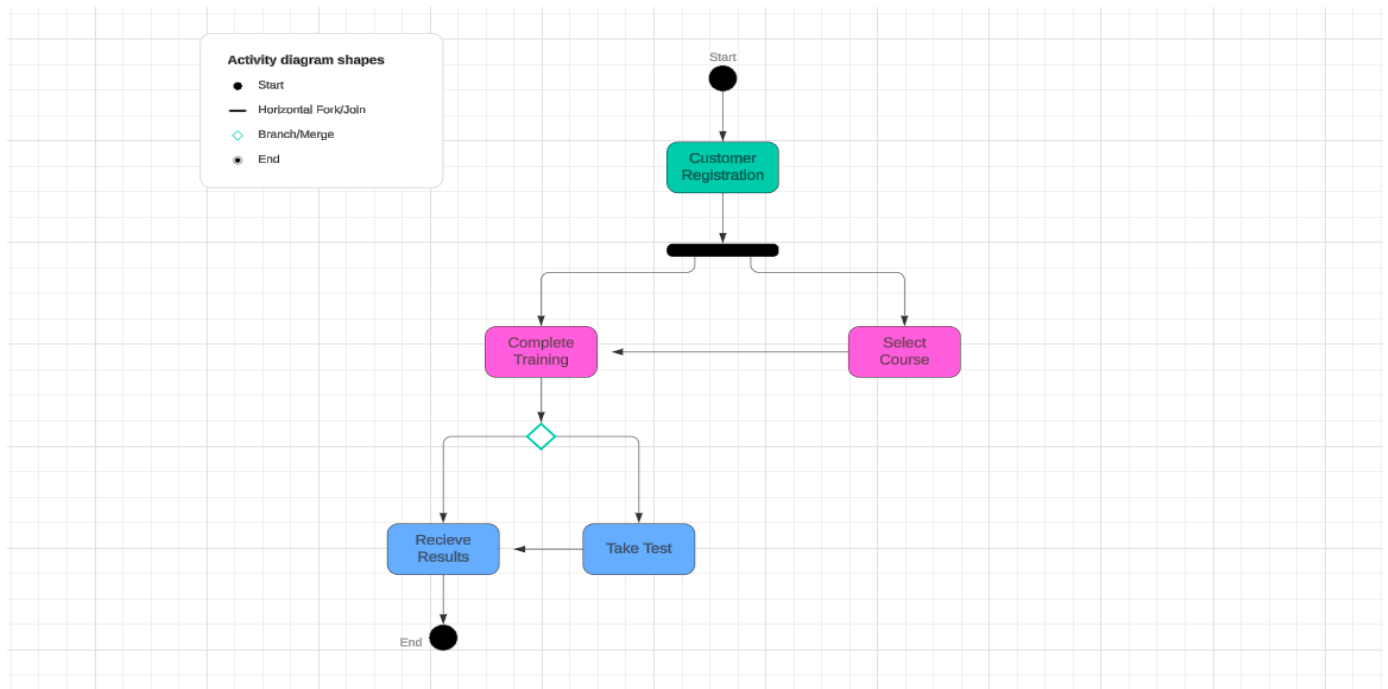 Activity diagram shapes
Start
Horizontal Fork/Join
Branch/Merge
End
Start
Customer
Registration
Complete
Training
Select
Course
Recieve
Results
Take Test
End